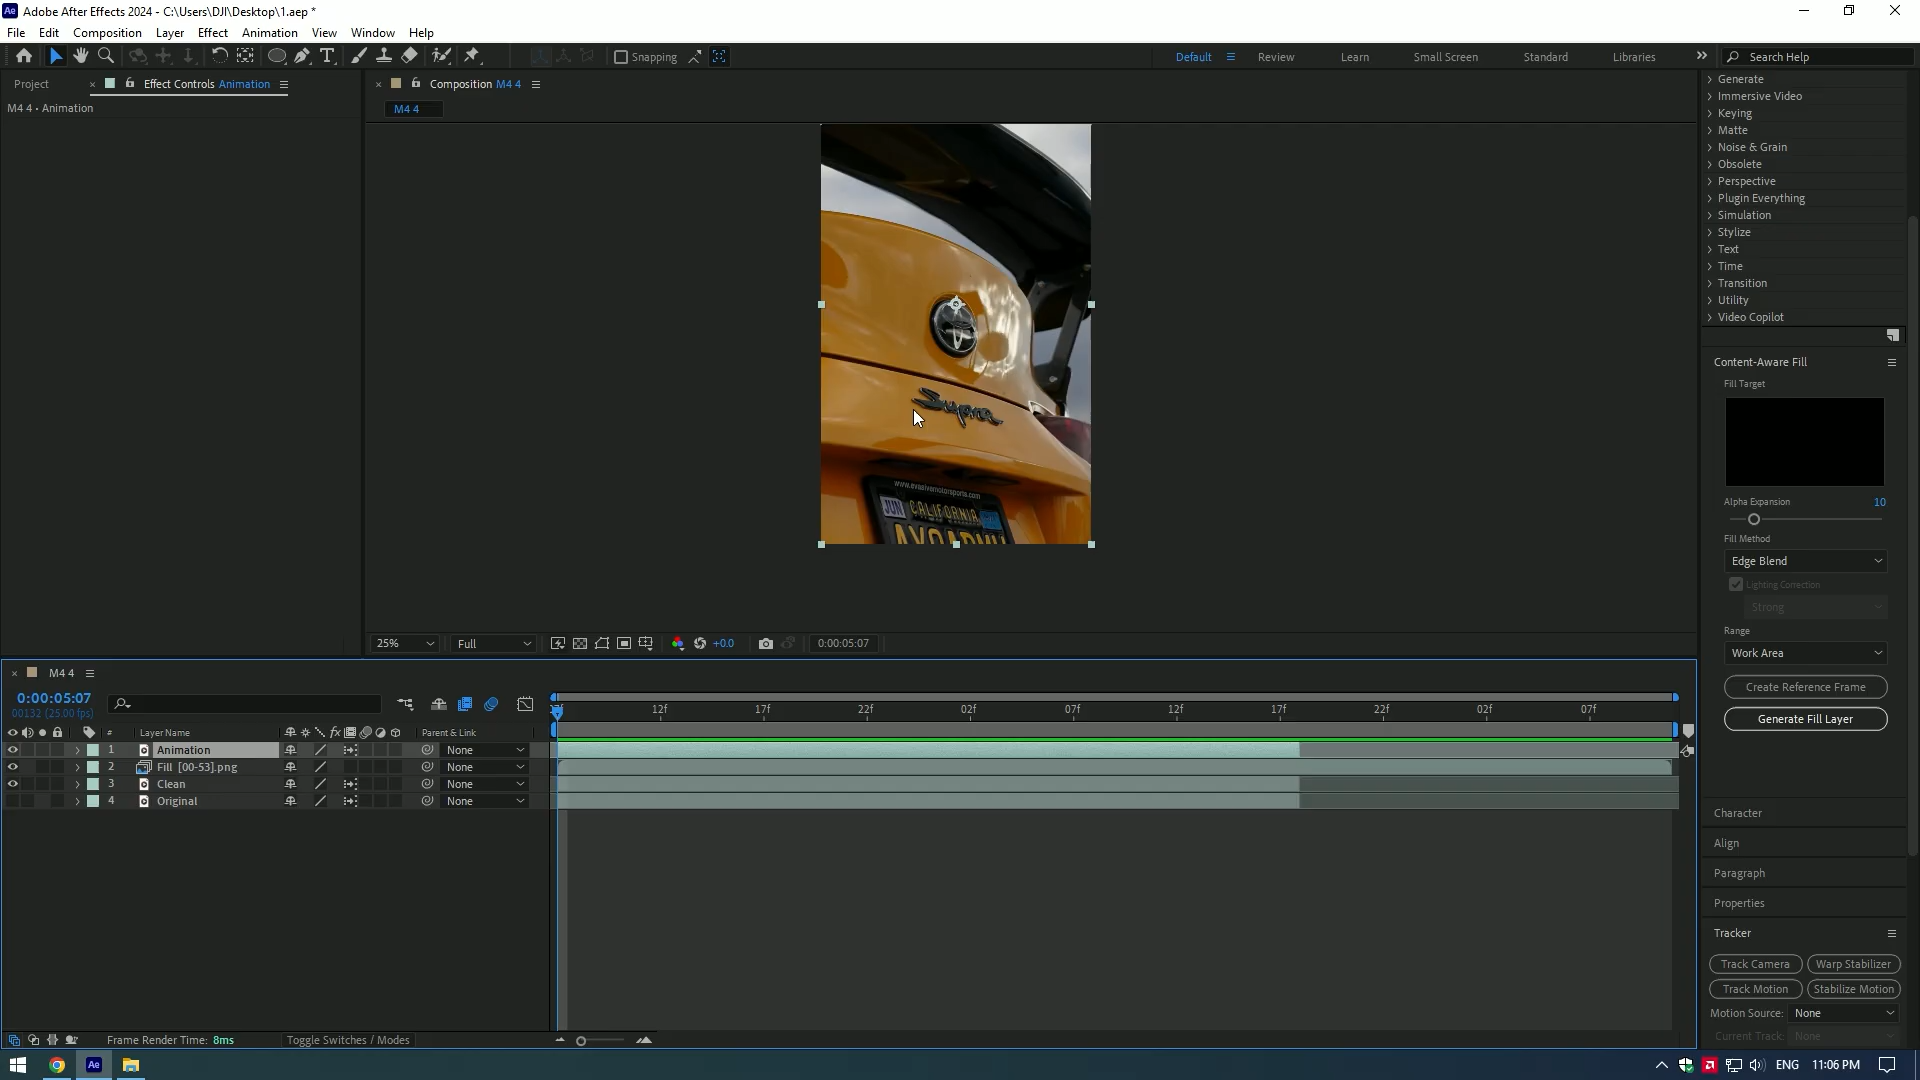 Ae Adobe After Effects 2024 - C:\Users\DJI\Desktop\1.aep *
File Edit Composition Layer Effect Animation View Window Help
Snapping
Default Review Learn Small Screen Standard Libraries Search Help
Project Effect Controls Animation
M4 4 • Animation
Composition M4 4
M4 4
Supra
www.evasivemotorsports.com
JUN CALIFORNIA
25% Full +0.0 0:00:05:07
Generate
Immersive Video
Keying
Matte
Noise & Grain
Obsolete
Perspective
Plugin Everything
Simulation
Stylize
Text
Time
Transition
Utility
Video Copilot
Content-Aware Fill
Fill Target
Alpha Expansion 10
Fill Method
Edge Blend
Lighting Correction
Strong
Range
Work Area
Create Reference Frame
Generate Fill Layer
Character
Align
Paragraph
Properties
Tracker
Track Camera Warp Stabilizer
Track Motion Stabilize Motion
Motion Source: None
Current Track: None
M4 4
0:00:05:07
00132 (25.00 fps)
12f 17f 22f 02f 07f 12f 17f 22f 02f 07f
# Layer Name fx Parent & Link
1 Animation None
2 Fill [00-53].png None
3 Clean None
4 Original None
Frame Render Time: 8ms Toggle Switches / Modes
Ae ENG 11:06 PM